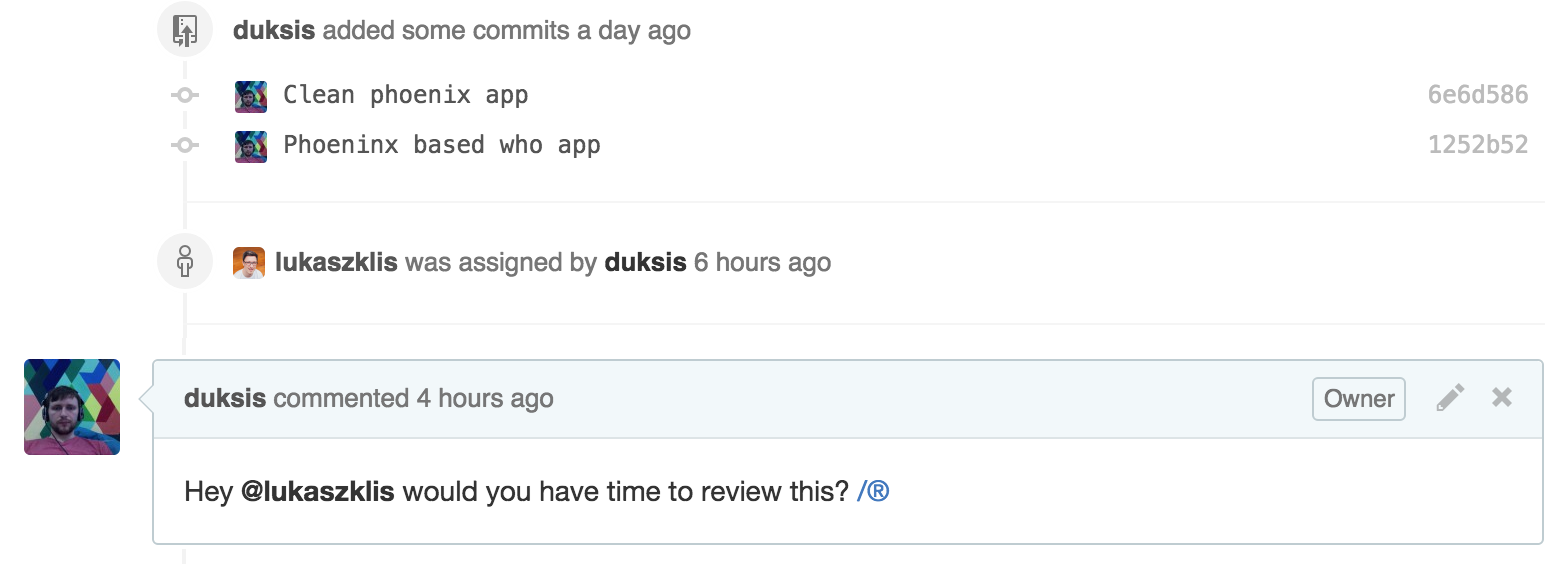 duksis added some commits a day ago
Clean phoenix app 6e6d586
Phoeninx based who app 1252b52
lukaszklis was assigned by duksis 6 hours ago
duksis commented 4 hours ago Owner
Hey @lukaszklis would you have time to review this? /®